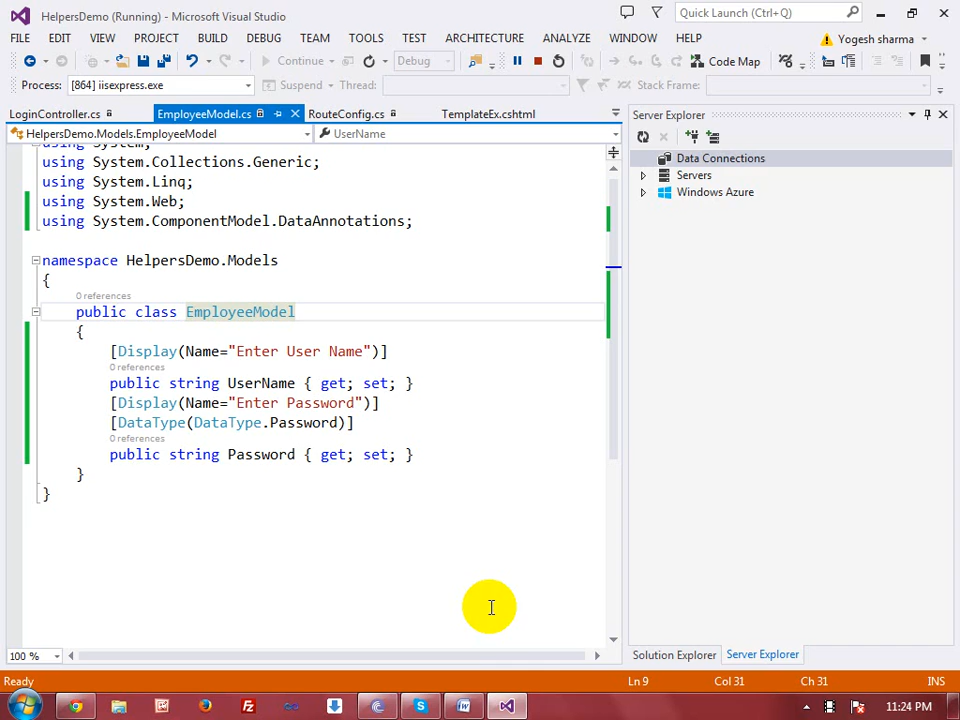 HelpersDemo (Running) - Microsoft Visual Studio
Quick Launch (Ctrl+Q)
FILE EDIT VIEW PROJECT BUILD DEBUG TEAM TOOLS TEST ARCHITECTURE ANALYZE WINDOW HELP
Yogesh sharma
Continue Debug Code Map
Process: [864] iisexpress.exe Suspend Thread: Stack Frame:
LoginController.cs EmployeeModel.cs RouteConfig.cs TemplateEx.cshtml
Server Explorer
HelpersDemo.Models.EmployeeModel UserName
using System;
using System.Collections.Generic;
using System.Linq;
using System.Web;
using System.ComponentModel.DataAnnotations;
namespace HelpersDemo.Models
{
0 references
public class EmployeeModel
{
[Display(Name="Enter User Name")]
0 references
public string UserName { get; set; }
[Display(Name="Enter Password")]
[DataType(DataType.Password)]
0 references
public string Password { get; set; }
}
}
Data Connections
Servers
Windows Azure
100 %
Solution Explorer Server Explorer
Ready Ln 9 Col 31 Ch 31 INS
11:24 PM